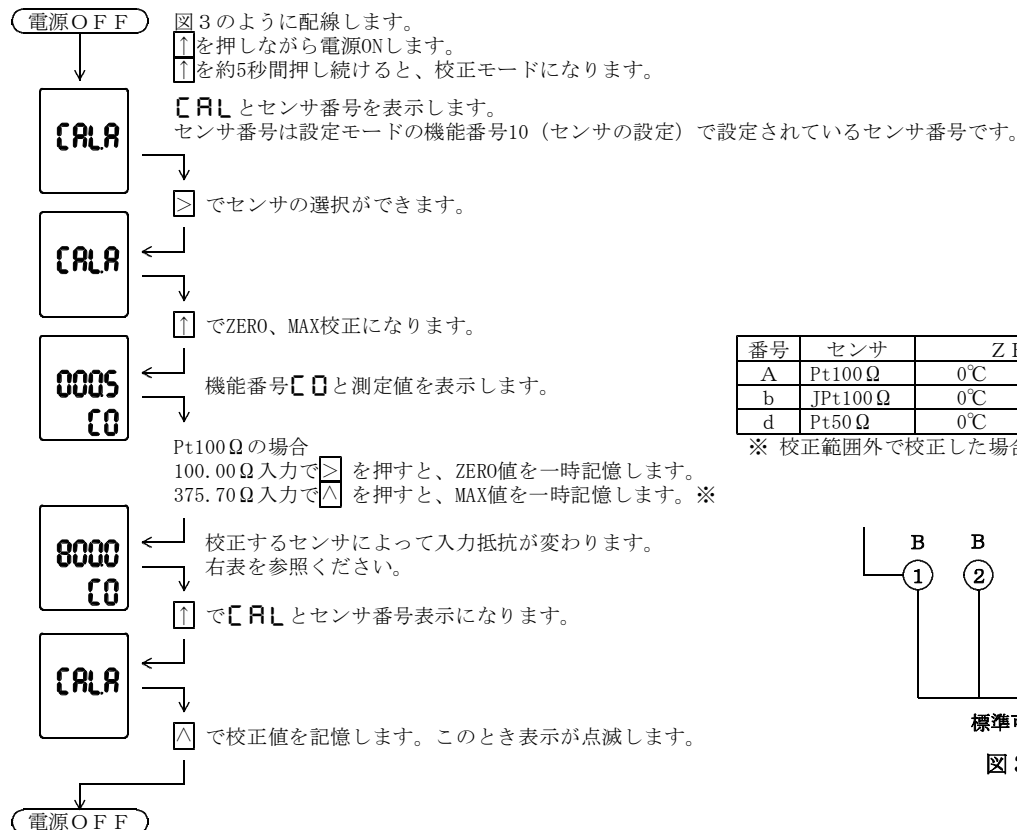 電源OFF
図3のように配線します。
↑を押しながら電源ONします。
↑を約5秒間押し続けると、校正モードになります。
CALとセンサ番号を表示します。
センサ番号は設定モードの機能番号10（センサの設定）で設定されているセンサ番号です。
CAL.A
> でセンサの選択ができます。
CAL.A
↑ でZERO、MAX校正になります。
000.5
C0
機能番号C0と測定値を表示します。
Pt100Ωの場合
100.00Ω入力で> を押すと、ZERO値を一時記憶します。
375.70Ω入力で∧ を押すと、MAX値を一時記憶します。※
800.0
C0
校正するセンサによって入力抵抗が変わります。
右表を参照ください。
↑ でCALとセンサ番号表示になります。
CAL.A
∧ で校正値を記憶します。このとき表示が点滅します。
電源OFF
番号 センサ ZE
A Pt100Ω 0℃
b JPt100Ω 0℃
d Pt50Ω 0℃
※ 校正範囲外で校正した場合
B B
① ②
標準可
図3